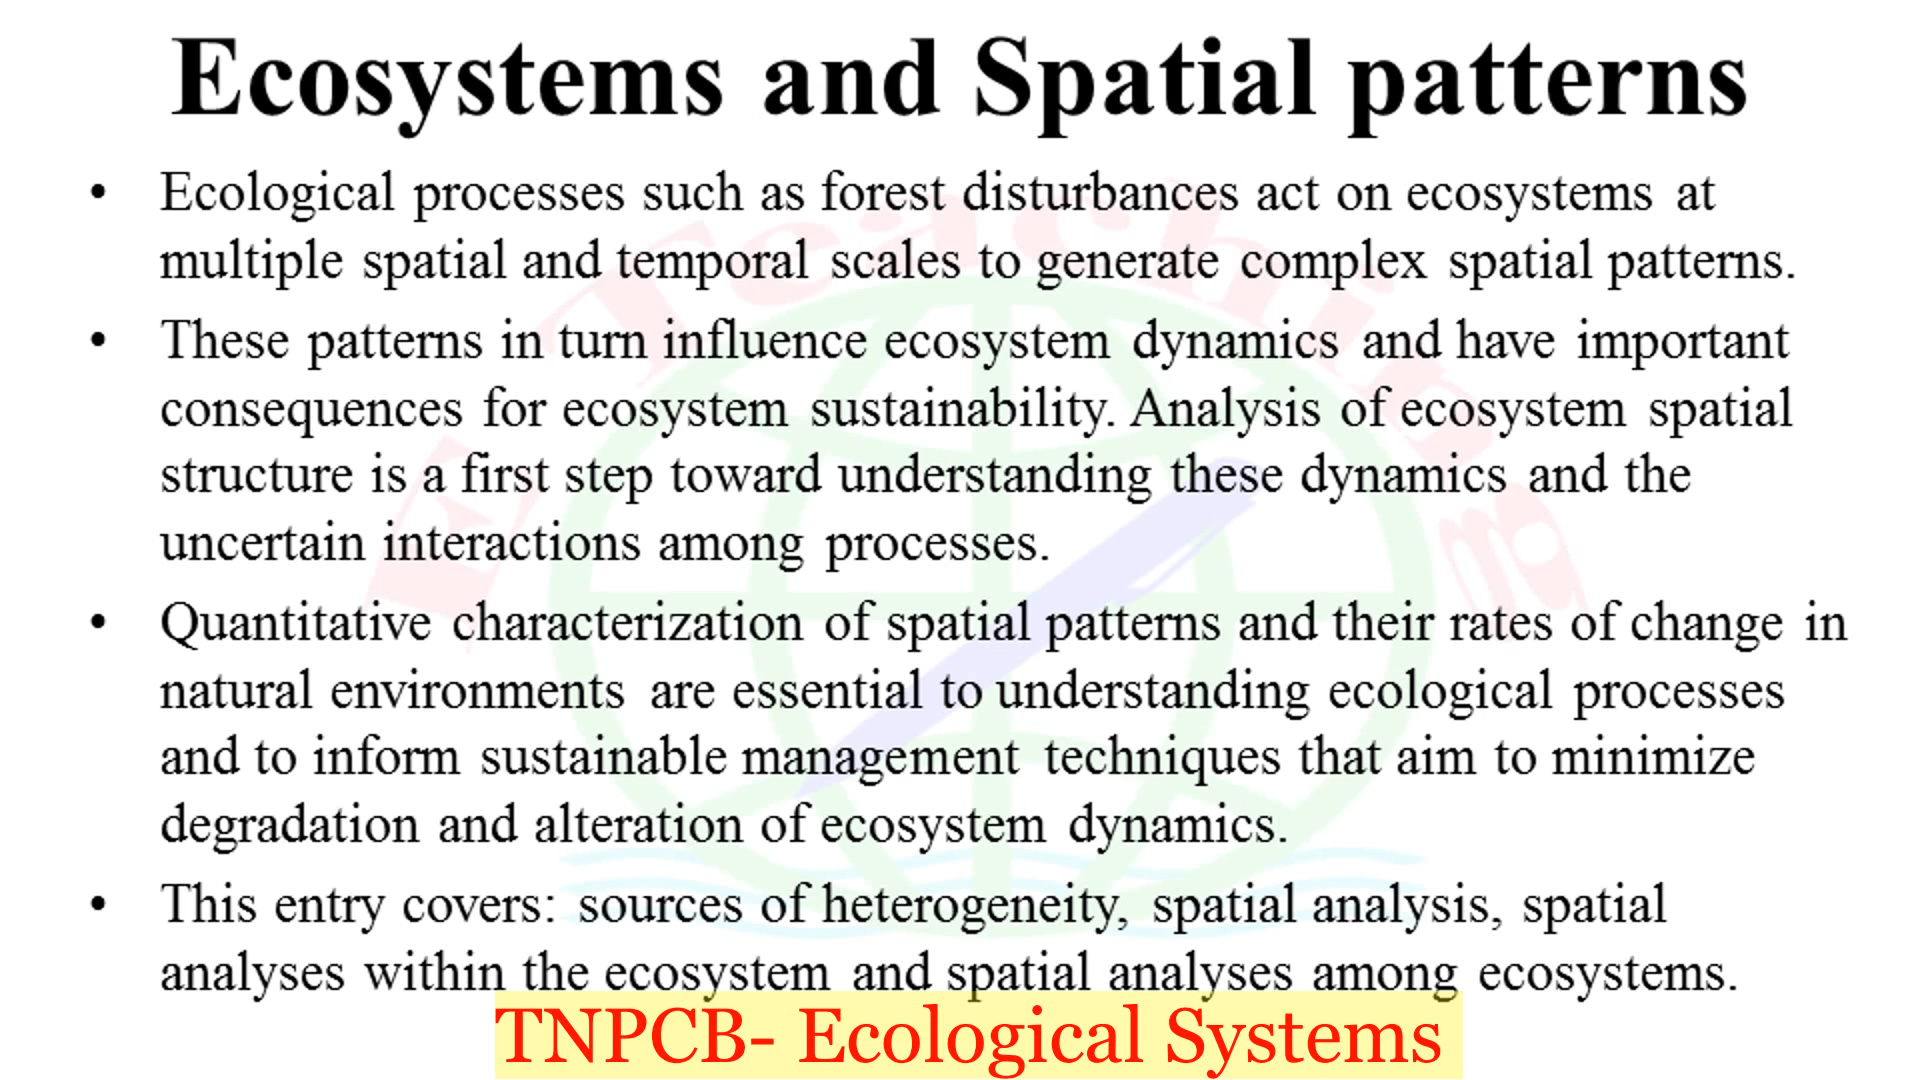 Ecosystems and Spatial patterns
• Ecological processes such as forest disturbances act on ecosystems at
multiple spatial and temporal scales to generate complex spatial patterns.
• These patterns in turn influence ecosystem dynamics and have important
consequences for ecosystem sustainability. Analysis of ecosystem spatial
structure is a first step toward understanding these dynamics and the
uncertain interactions among processes.
• Quantitative characterization of spatial patterns and their rates of change in
natural environments are essential to understanding ecological processes
and to inform sustainable management techniques that aim to minimize
degradation and alteration of ecosystem dynamics.
• This entry covers: sources of heterogeneity, spatial analysis, spatial
analyses within the ecosystem and spatial analyses among ecosystems.
TNPCB- Ecological Systems
E Teaching